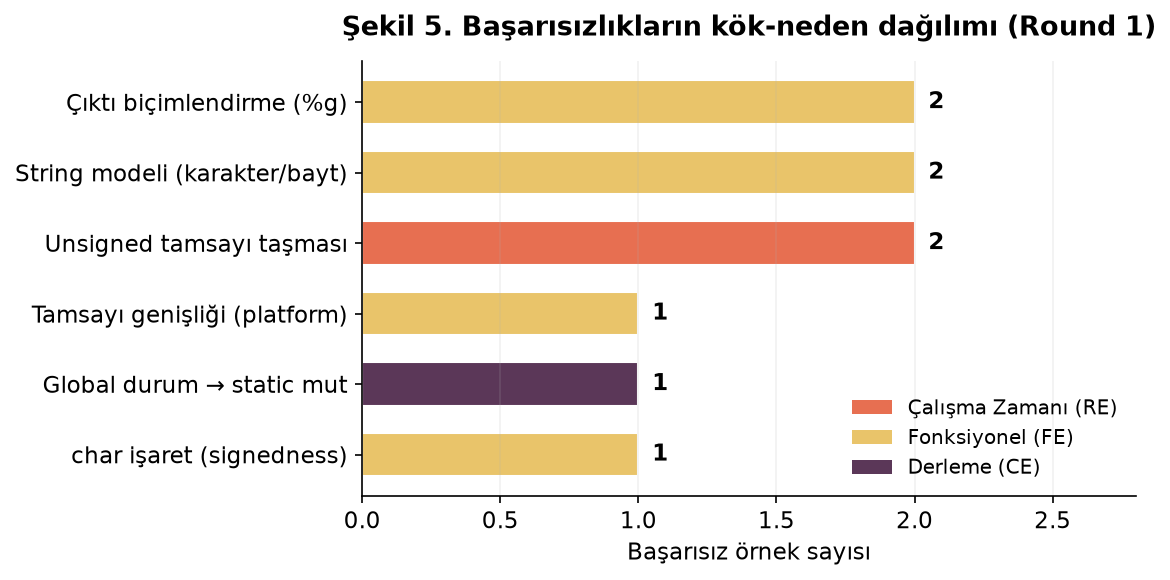 Şekil 5. Başarısızlıkların kök-neden dağılımı (Round 1)
Çıktı biçimlendirme (%g)
2
String modeli (karakter/bayt)
2
Unsigned tamsayı taşması
2
Tamsayı genişliği (platform)
1
Global durum → static mut
1
char işaret (signedness)
1
Çalışma Zamanı (RE)
Fonksiyonel (FE)
Derleme (CE)
0.0 0.5 1.0 1.5 2.0 2.5
Başarısız örnek sayısı